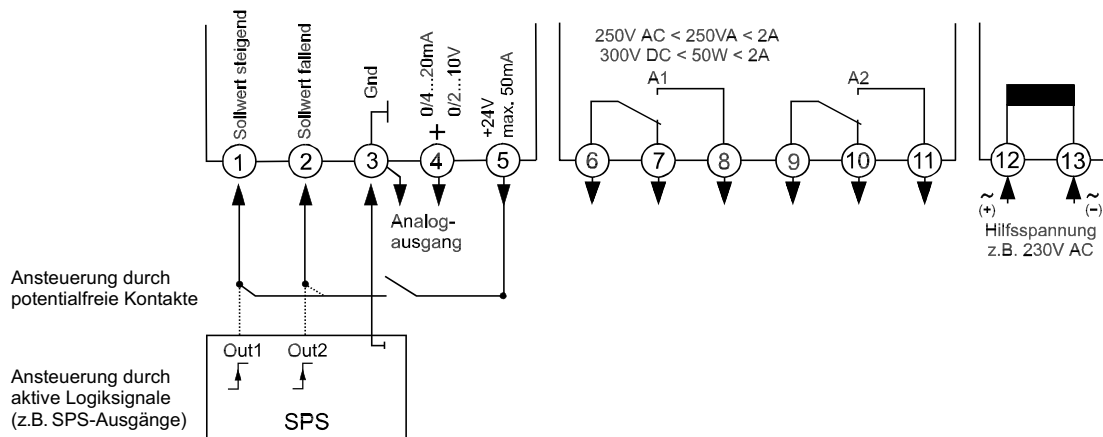 Sollwert steigend
Sollwert fallend
Gnd
0/4...20mA
0/2...10V
+
+24V
max. 50mA
250V AC < 250VA < 2A
300V DC < 50W < 2A
A1
A2
1
2
3
4
5
6
7
8
9
10
11
12
13
Analog-
ausgang
~
(+)
~
(–)
Hilfsspannung
z.B. 230V AC
Ansteuerung durch
potentialfreie Kontakte
Out1
Out2
Ansteuerung durch
aktive Logiksignale
(z.B. SPS-Ausgänge)
SPS